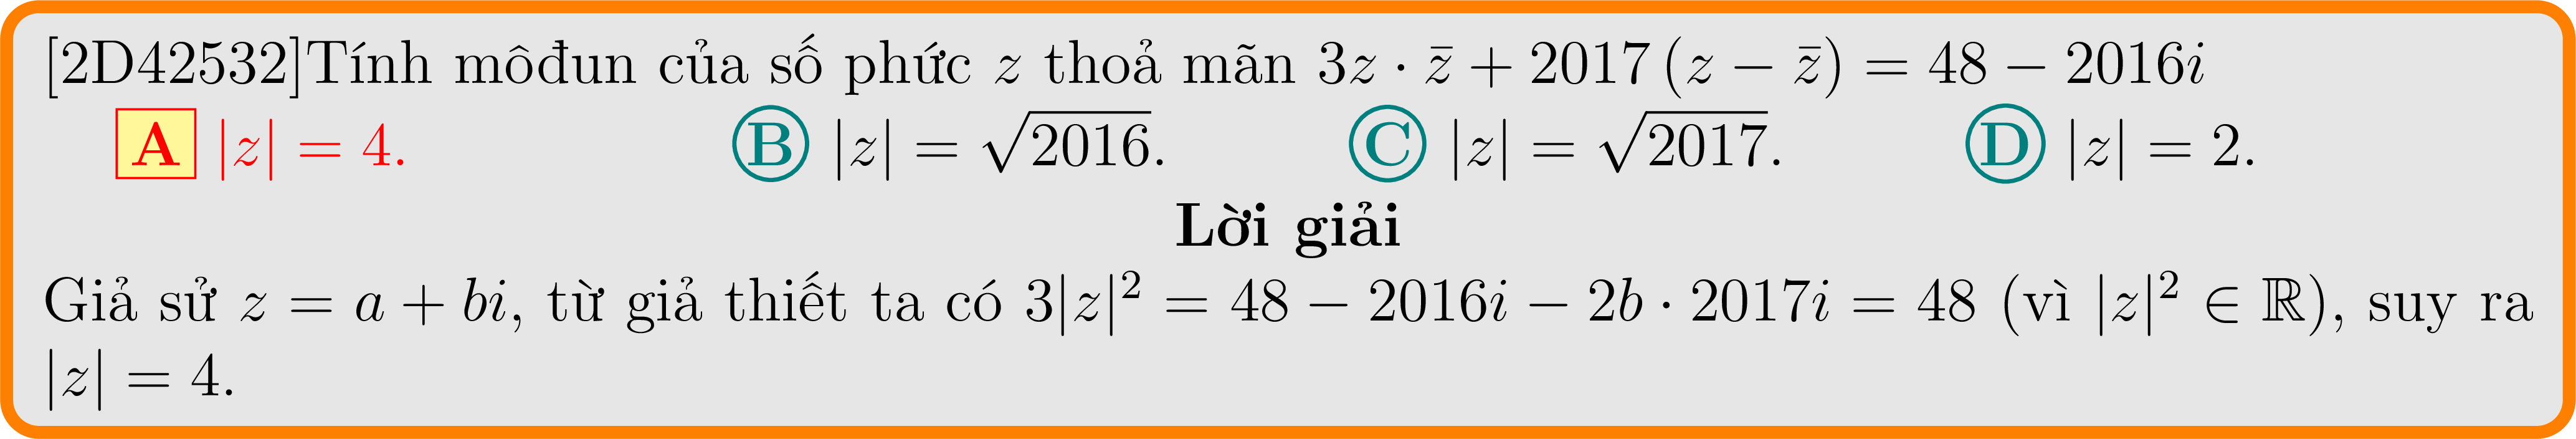 [2D42532]Tính môđun của số phức z thoả mãn 3z · z̄ + 2017 (z − z̄) = 48 − 2016i
A |z| = 4. B |z| = √2016. C |z| = √2017. D |z| = 2.
Lời giải
Giả sử z = a + bi, từ giả thiết ta có 3|z|² = 48 − 2016i − 2b · 2017i = 48 (vì |z|² ∈ ℝ), suy ra
|z| = 4.